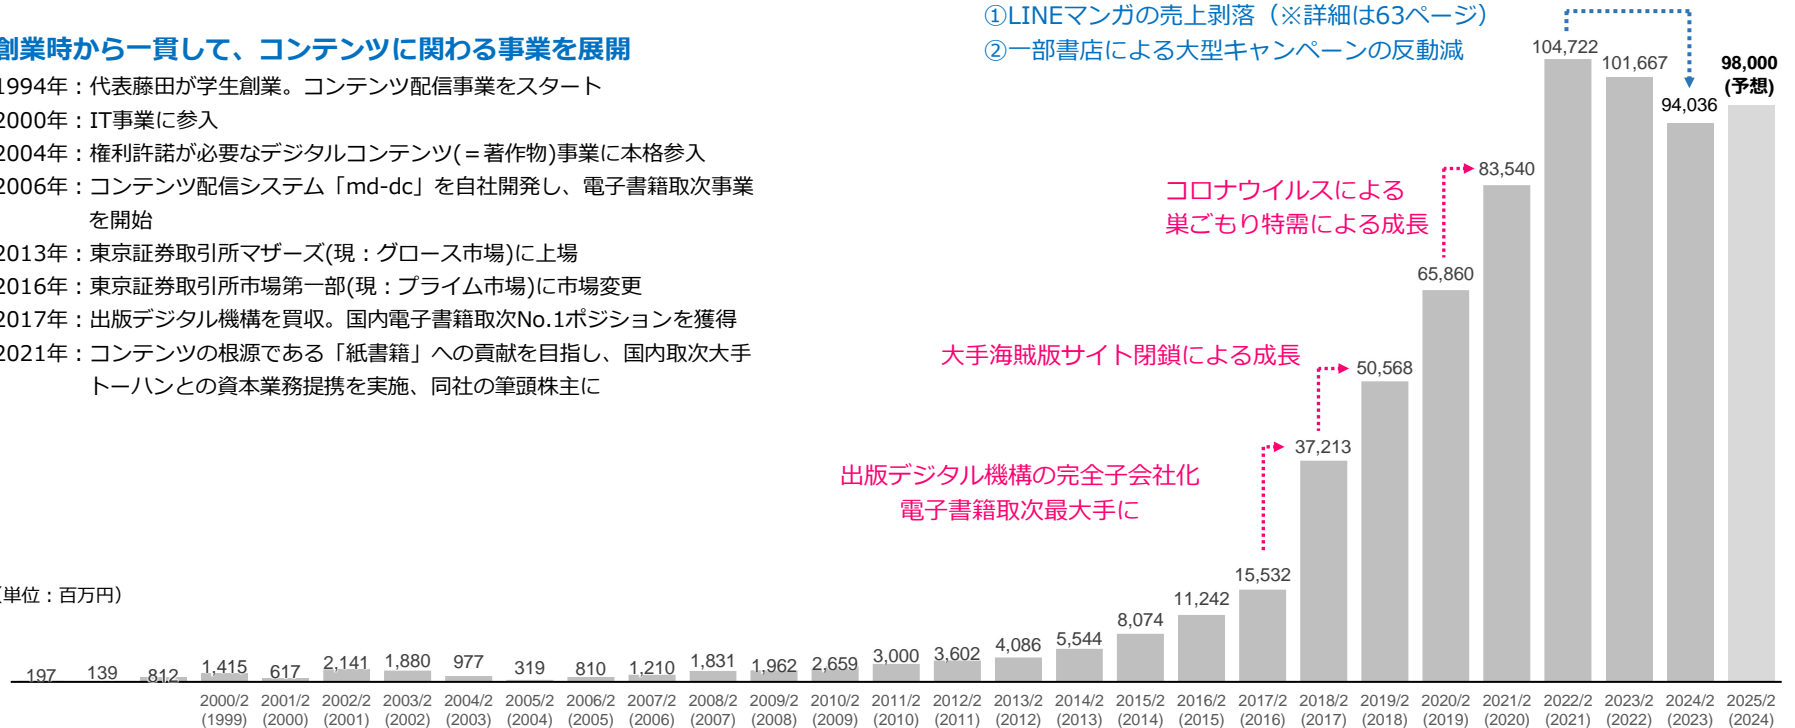 ①LINEマンガの売上剥落（※詳細は63ページ）
②一部書店による大型キャンペーンの反動減
創業時から一貫して、コンテンツに関わる事業を展開
1994年：代表藤田が学生創業。コンテンツ配信事業をスタート
2000年：IT事業に参入
2004年：権利許諾が必要なデジタルコンテンツ(＝著作物)事業に本格参入
2006年：コンテンツ配信システム「md-dc」を自社開発し、電子書籍取次事業
を開始
2013年：東京証券取引所マザーズ(現：グロース市場)に上場
2016年：東京証券取引所市場第一部(現：プライム市場)に市場変更
2017年：出版デジタル機構を買収。国内電子書籍取次No.1ポジションを獲得
2021年：コンテンツの根源である「紙書籍」への貢献を目指し、国内取次大手
トーハンとの資本業務提携を実施、同社の筆頭株主に
コロナウイルスによる
巣ごもり特需による成長
大手海賊版サイト閉鎖による成長
出版デジタル機構の完全子会社化
電子書籍取次最大手に
（単位：百万円）
197 139 812 1,415 617 2,141 1,880 977 319 810 1,210 1,831 1,962 2,659 3,000 3,602 4,086 5,544 8,074 11,242 15,532 37,213 50,568 65,860 83,540 104,722 101,667 94,036 98,000
(予想)
2000/2 2001/2 2002/2 2003/2 2004/2 2005/2 2006/2 2007/2 2008/2 2009/2 2010/2 2011/2 2012/2 2013/2 2014/2 2015/2 2016/2 2017/2 2018/2 2019/2 2020/2 2021/2 2022/2 2023/2 2024/2 2025/2
(1999) (2000) (2001) (2002) (2003) (2004) (2005) (2006) (2007) (2008) (2009) (2010) (2011) (2012) (2013) (2014) (2015) (2016) (2017) (2018) (2019) (2020) (2021) (2022) (2023) (2024)